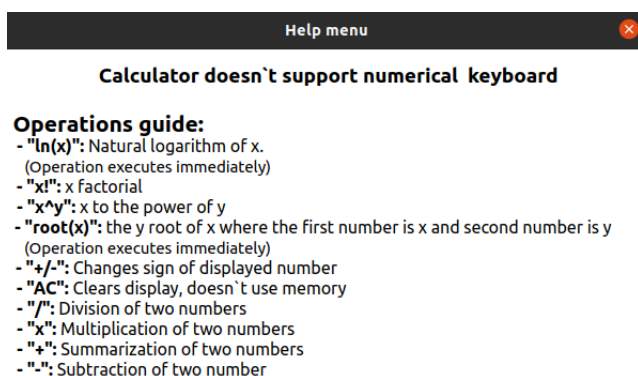 Help menu
Calculator doesn`t support numerical keyboard
Operations guide:
- "ln(x)": Natural logarithm of x.
(Operation executes immediately)
- "x!": x factorial
- "x^y": x to the power of y
- "root(x)": the y root of x where the first number is x and second number is y
(Operation executes immediately)
- "+/-": Changes sign of displayed number
- "AC": Clears display, doesn`t use memory
- "/": Division of two numbers
- "x": Multiplication of two numbers
- "+": Summarization of two numbers
- "-": Subtraction of two number